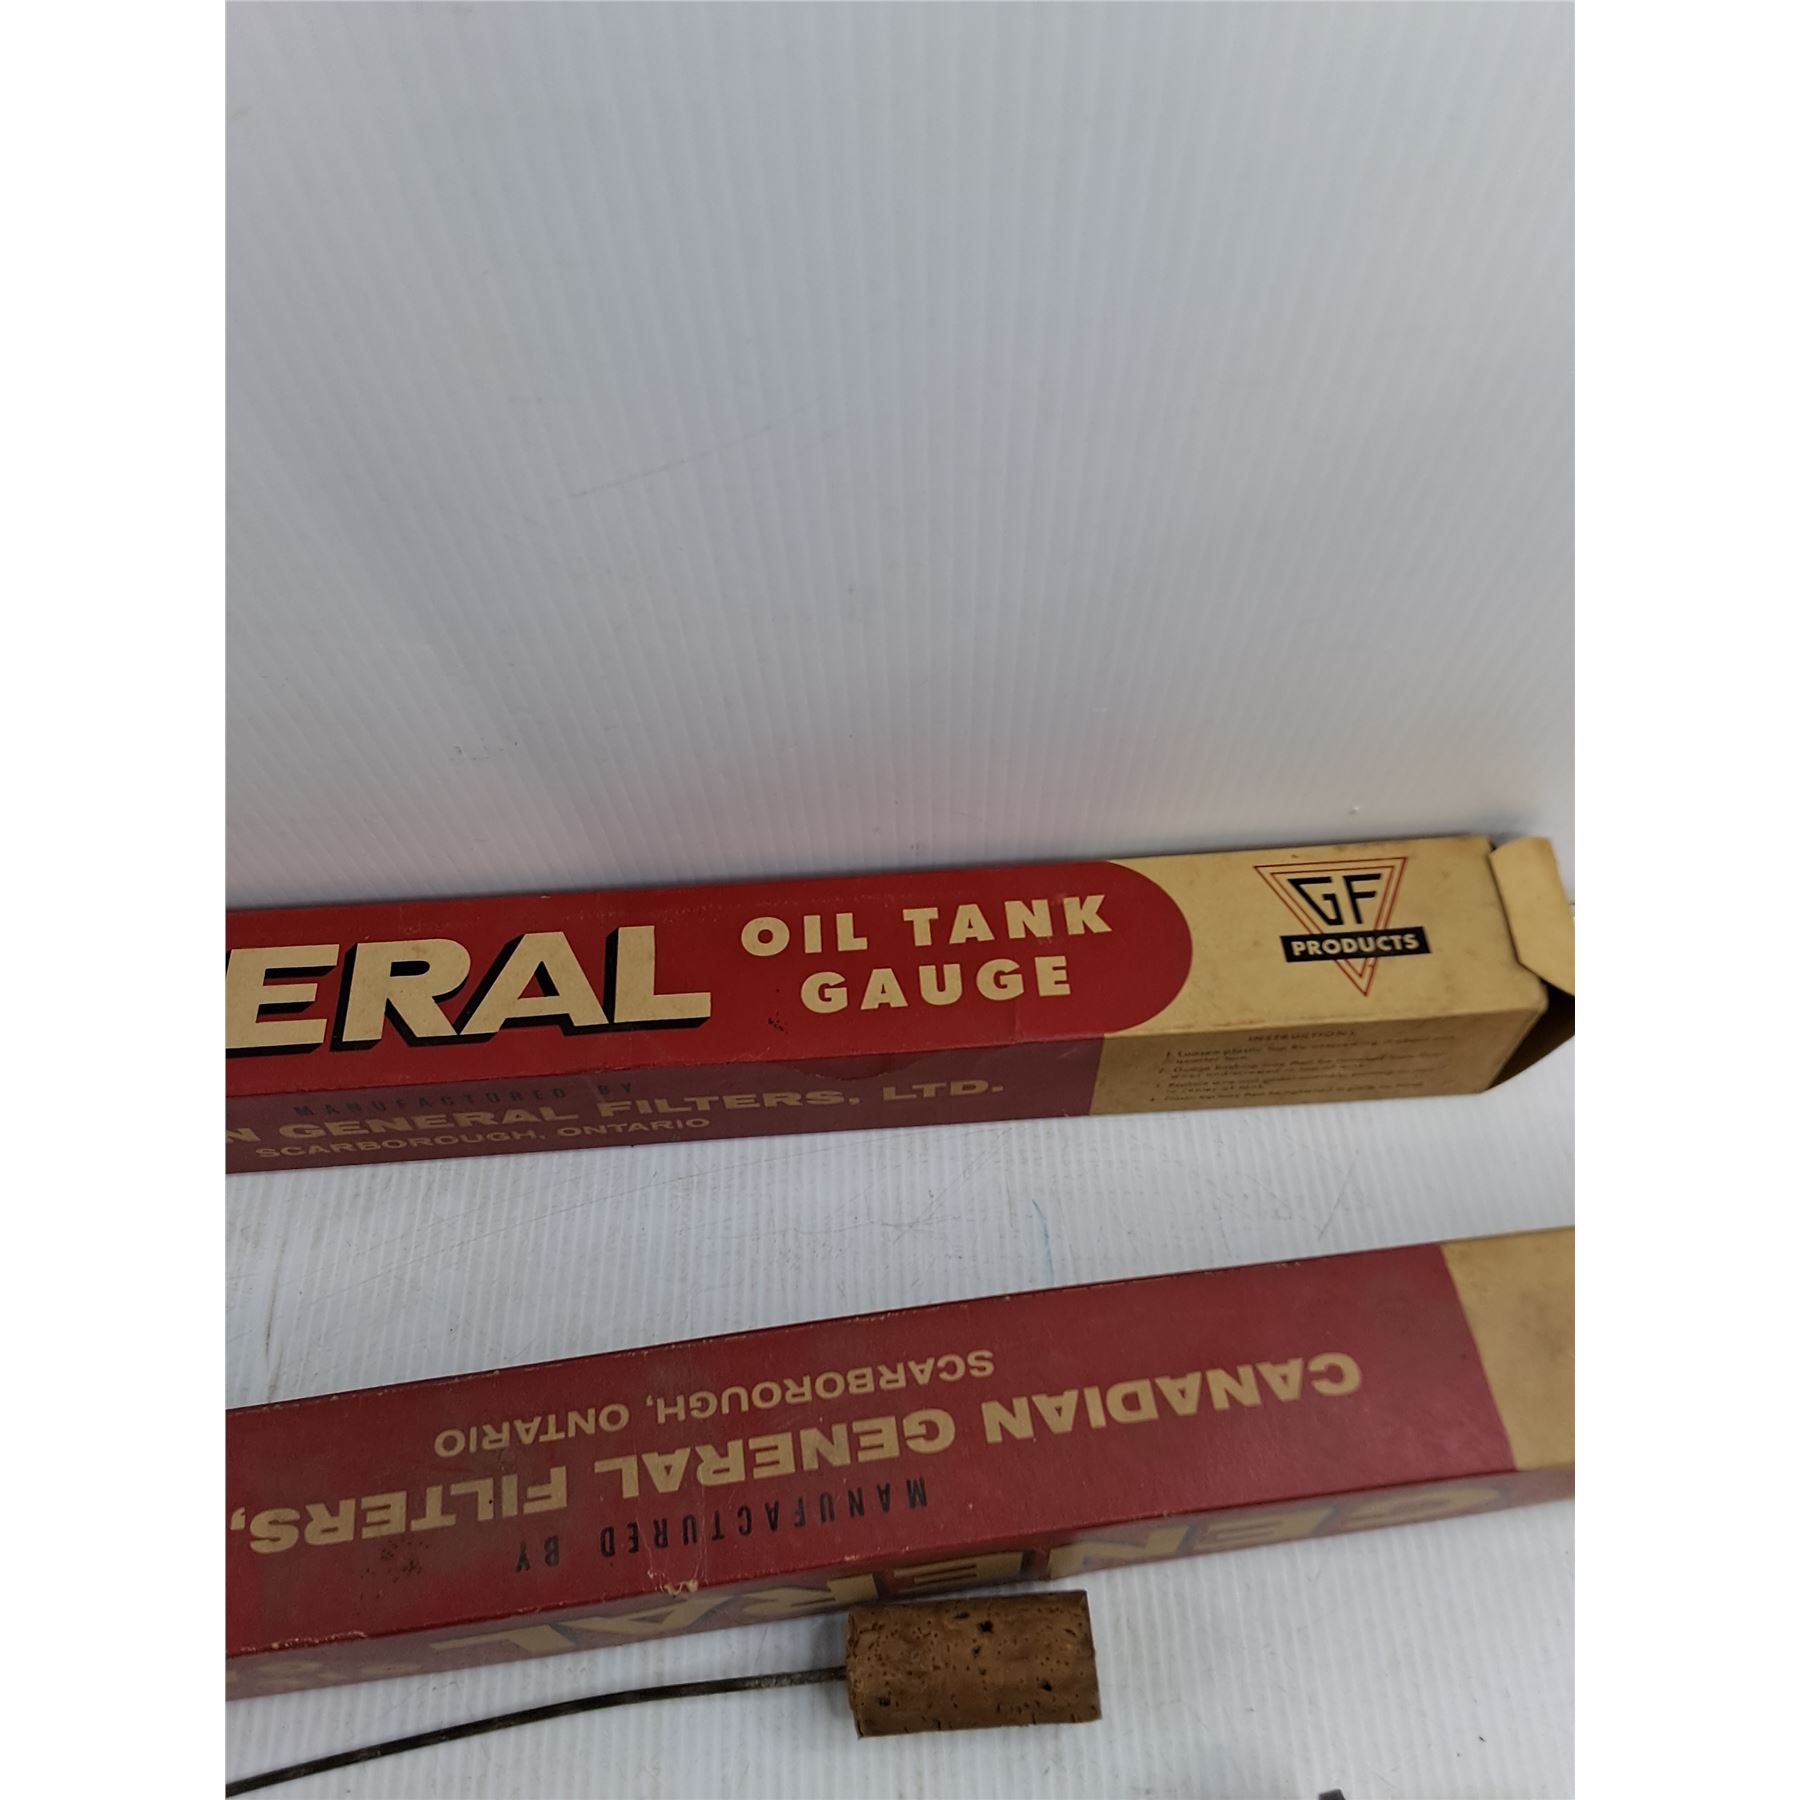 ERAL
OIL TANK
GAUGE
GF
PRODUCTS
MANUFACTURED BY
N GENERAL FILTERS, LTD.
SCARBOROUGH, ONTARIO
INSTRUCTIONS
CANADIAN GENERAL FILTERS,
SCARBOROUGH, ONTARIO
MANUFACTURED BY
GENERAL